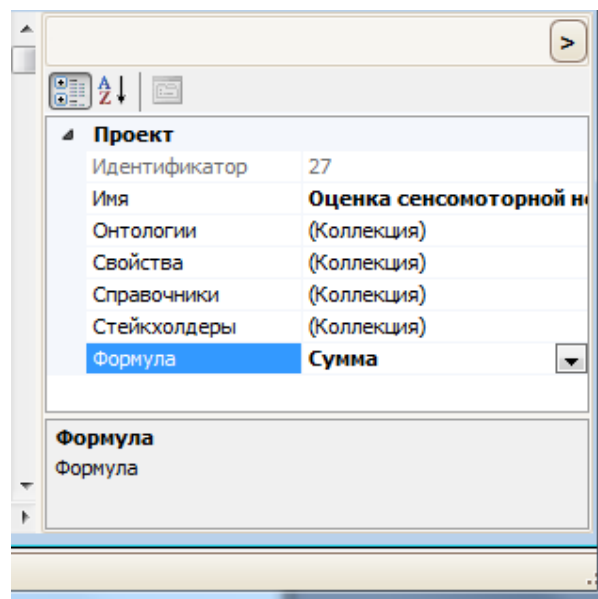 >
Проект
Идентификатор 27
Имя Оценка сенсомоторной
Онтологии (Коллекция)
Свойства (Коллекция)
Справочники (Коллекция)
Стейкхолдеры (Коллекция)
Формула Сумма
Формула
Формула